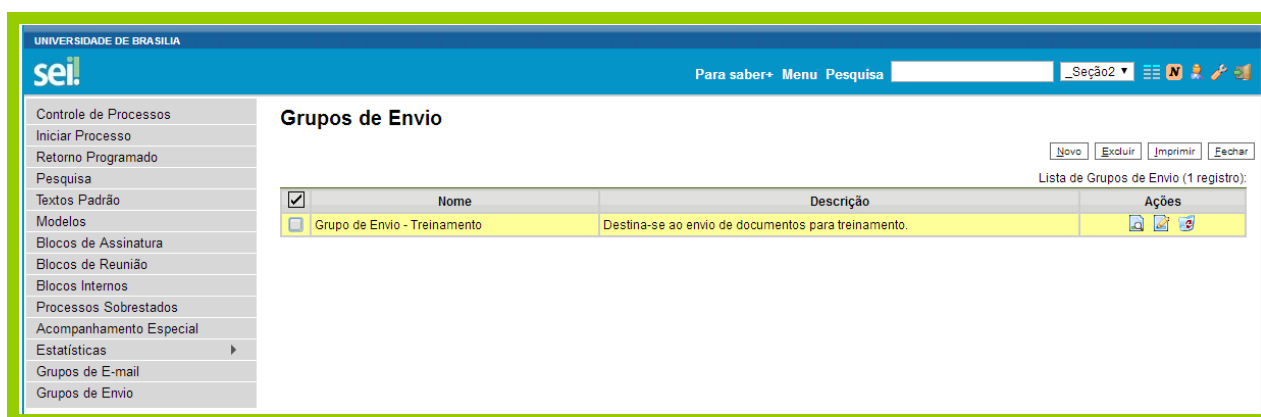 UNIVERSIDADE DE BRASILIA
sei!
Para saber+ Menu Pesquisa
_Seção2
N
Controle de Processos
Iniciar Processo
Retorno Programado
Pesquisa
Textos Padrão
Modelos
Blocos de Assinatura
Blocos de Reunião
Blocos Internos
Processos Sobrestados
Acompanhamento Especial
Estatísticas
Grupos de E-mail
Grupos de Envio
Grupos de Envio
Novo Excluir Imprimir Fechar
Lista de Grupos de Envio (1 registro):
Nome Descrição Ações
Grupo de Envio - Treinamento Destina-se ao envio de documentos para treinamento.